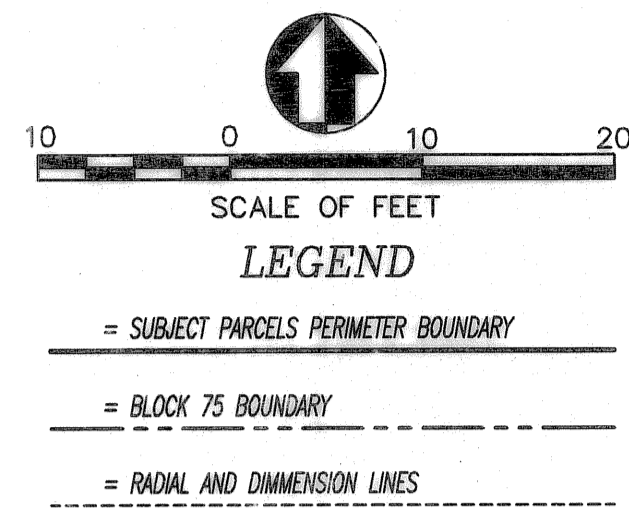 10 0 10 20
SCALE OF FEET
LEGEND
= SUBJECT PARCELS PERIMETER BOUNDARY
= BLOCK 75 BOUNDARY
= RADIAL AND DIMMENSION LINES